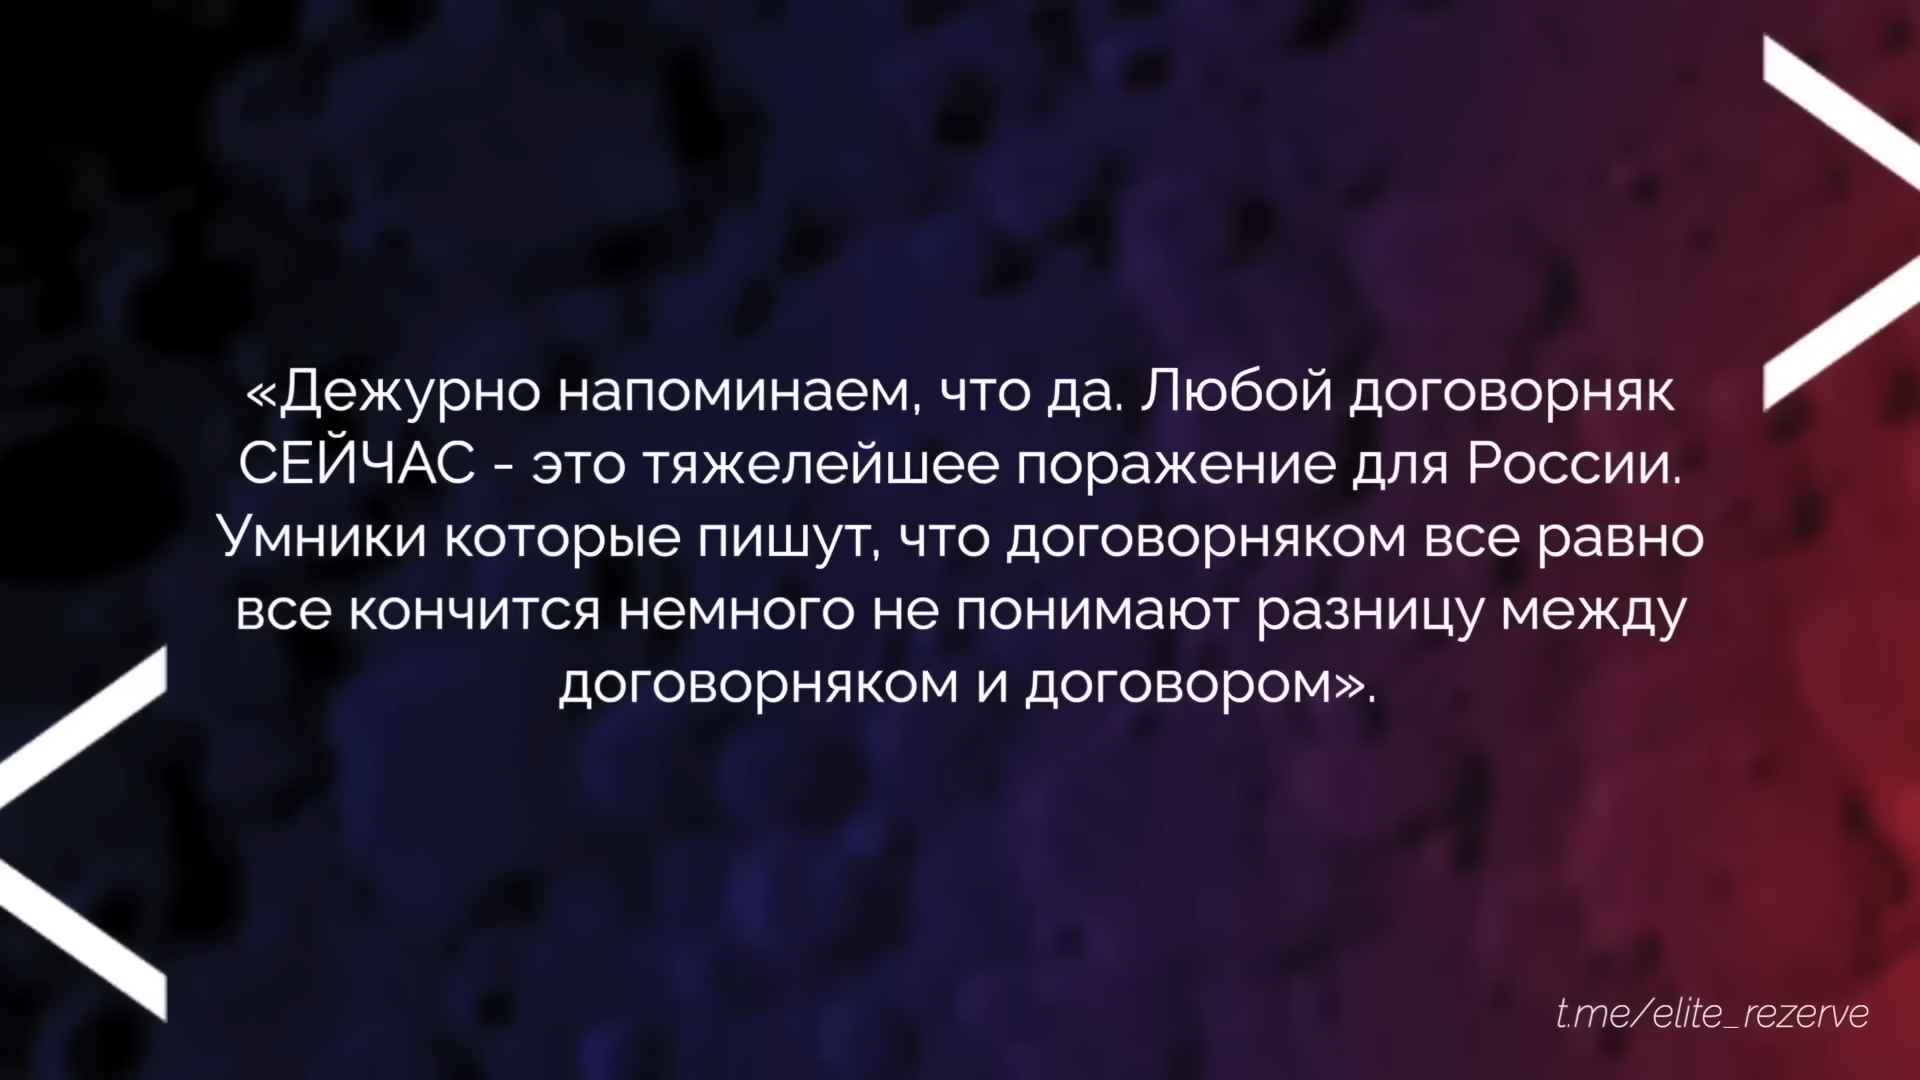 «Дежурно напоминаем, что да. Любой договорняк
СЕЙЧАС - это тяжелейшее поражение для России.
Умники которые пишут, что договорняком все равно
все кончится немного не понимают разницу между
договорняком и договором».
t.me/elite_rezerve